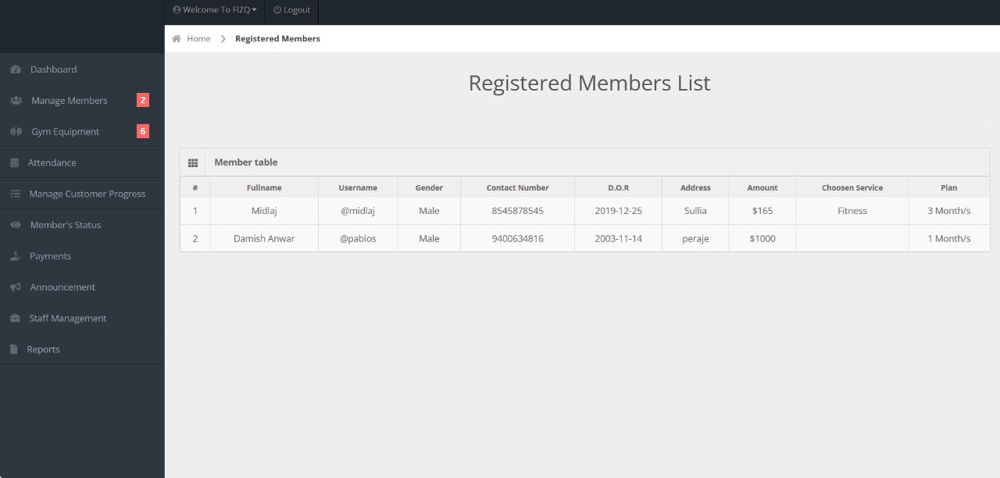 Welcome To FIZQ Logout
Home Registered Members
Dashboard
Manage Members 2
Gym Equipment 6
Attendance
Manage Customer Progress
Member's Status
Payments
Announcement
Staff Management
Reports
Registered Members List
Member table
# Fullname Username Gender Contact Number D.O.R Address Amount Choosen Service Plan
1 Midlaj @midlaj Male 8545878545 2019-12-25 Sullia $165 Fitness 3 Month/s
2 Damish Anwar @pablos Male 9400634816 2003-11-14 peraje $1000 1 Month/s